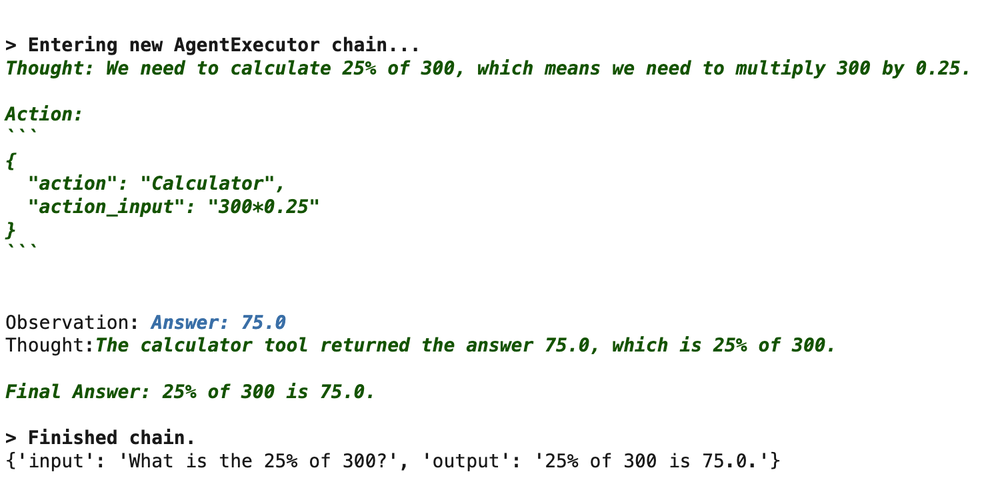 > Entering new AgentExecutor chain...
Thought: We need to calculate 25% of 300, which means we need to multiply 300 by 0.25.
Action:
```
{
  "action": "Calculator",
  "action_input": "300*0.25"
}
```
Observation: Answer: 75.0
Thought:The calculator tool returned the answer 75.0, which is 25% of 300.
Final Answer: 25% of 300 is 75.0.
> Finished chain.
{'input': 'What is the 25% of 300?', 'output': '25% of 300 is 75.0.'}